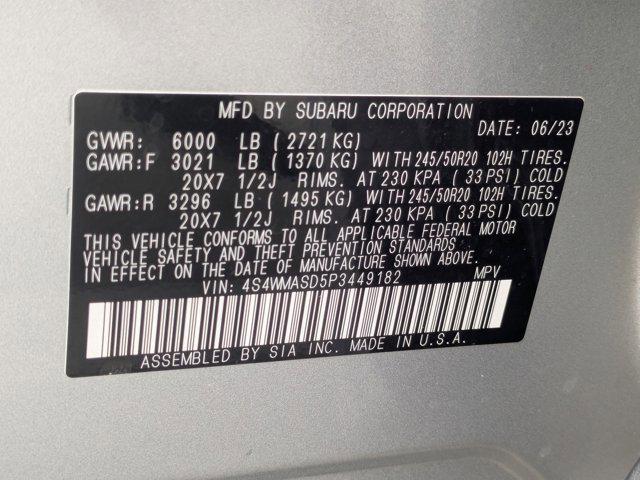 MFD BY SUBARU CORPORATION
DATE: 06/23
GVWR: 6000 LB ( 2721 KG)
GAWR:F 3021 LB ( 1370 KG) WITH 245/50R20 102H TIRES.
20X7 1/2J RIMS. AT 230 KPA ( 33 PSI) COLD
GAWR:R 3296 LB ( 1495 KG) WITH 245/50R20 102H TIRES.
20X7 1/2J RIMS. AT 230 KPA ( 33 PSI) COLD
THIS VEHICLE CONFORMS TO ALL APPLICABLE FEDERAL MOTOR
VEHICLE SAFETY AND THEFT PREVENTION STANDARDS
IN EFFECT ON THE DATE OF MANUFACTURE SHOWN ABOVE.
VIN: 4S4WMASD5P3449182 MPV
ASSEMBLED BY SIA INC. MADE IN U.S.A.